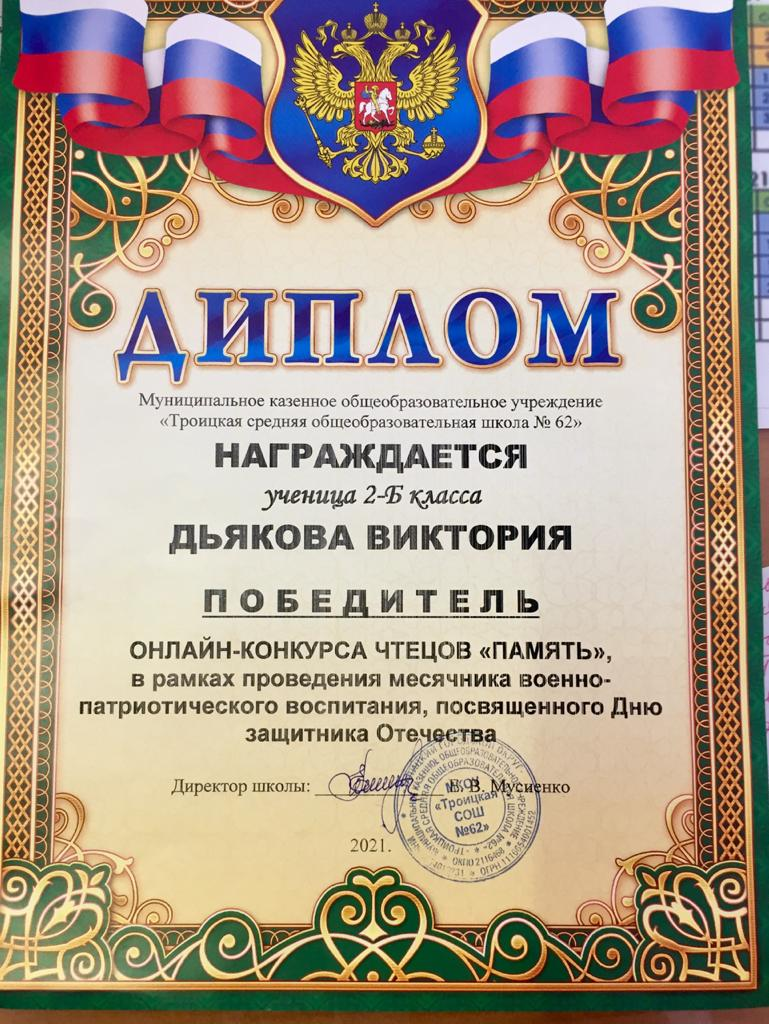 ДИПЛОМ
Муниципальное казенное общеобразовательное учреждение
«Троицкая средняя общеобразовательная школа № 62»
НАГРАЖДАЕТСЯ
ученица 2-Б класса
ДЬЯКОВА ВИКТОРИЯ
ПОБЕДИТЕЛЬ
ОНЛАЙН-КОНКУРСА ЧТЕЦОВ «ПАМЯТЬ»,
в рамках проведения месячника военно-
патриотического воспитания, посвященного Дню
защитника Отечества
Директор школы: Е. В. Мусиенко
МКОУ
«Троицкая
СОШ
№62»
2021.